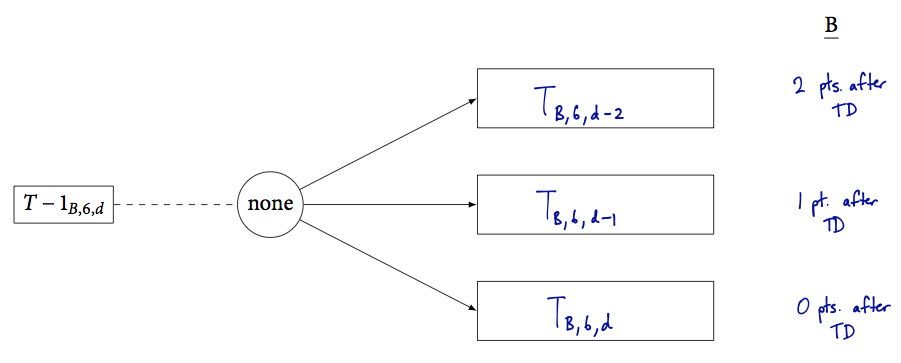 B
T_{B,6,d-2}
2 pts. after
TD
T − 1_{B,6,d}
none
T_{B,6,d-1}
1 pt. after
TD
T_{B,6,d}
0 pts. after
TD